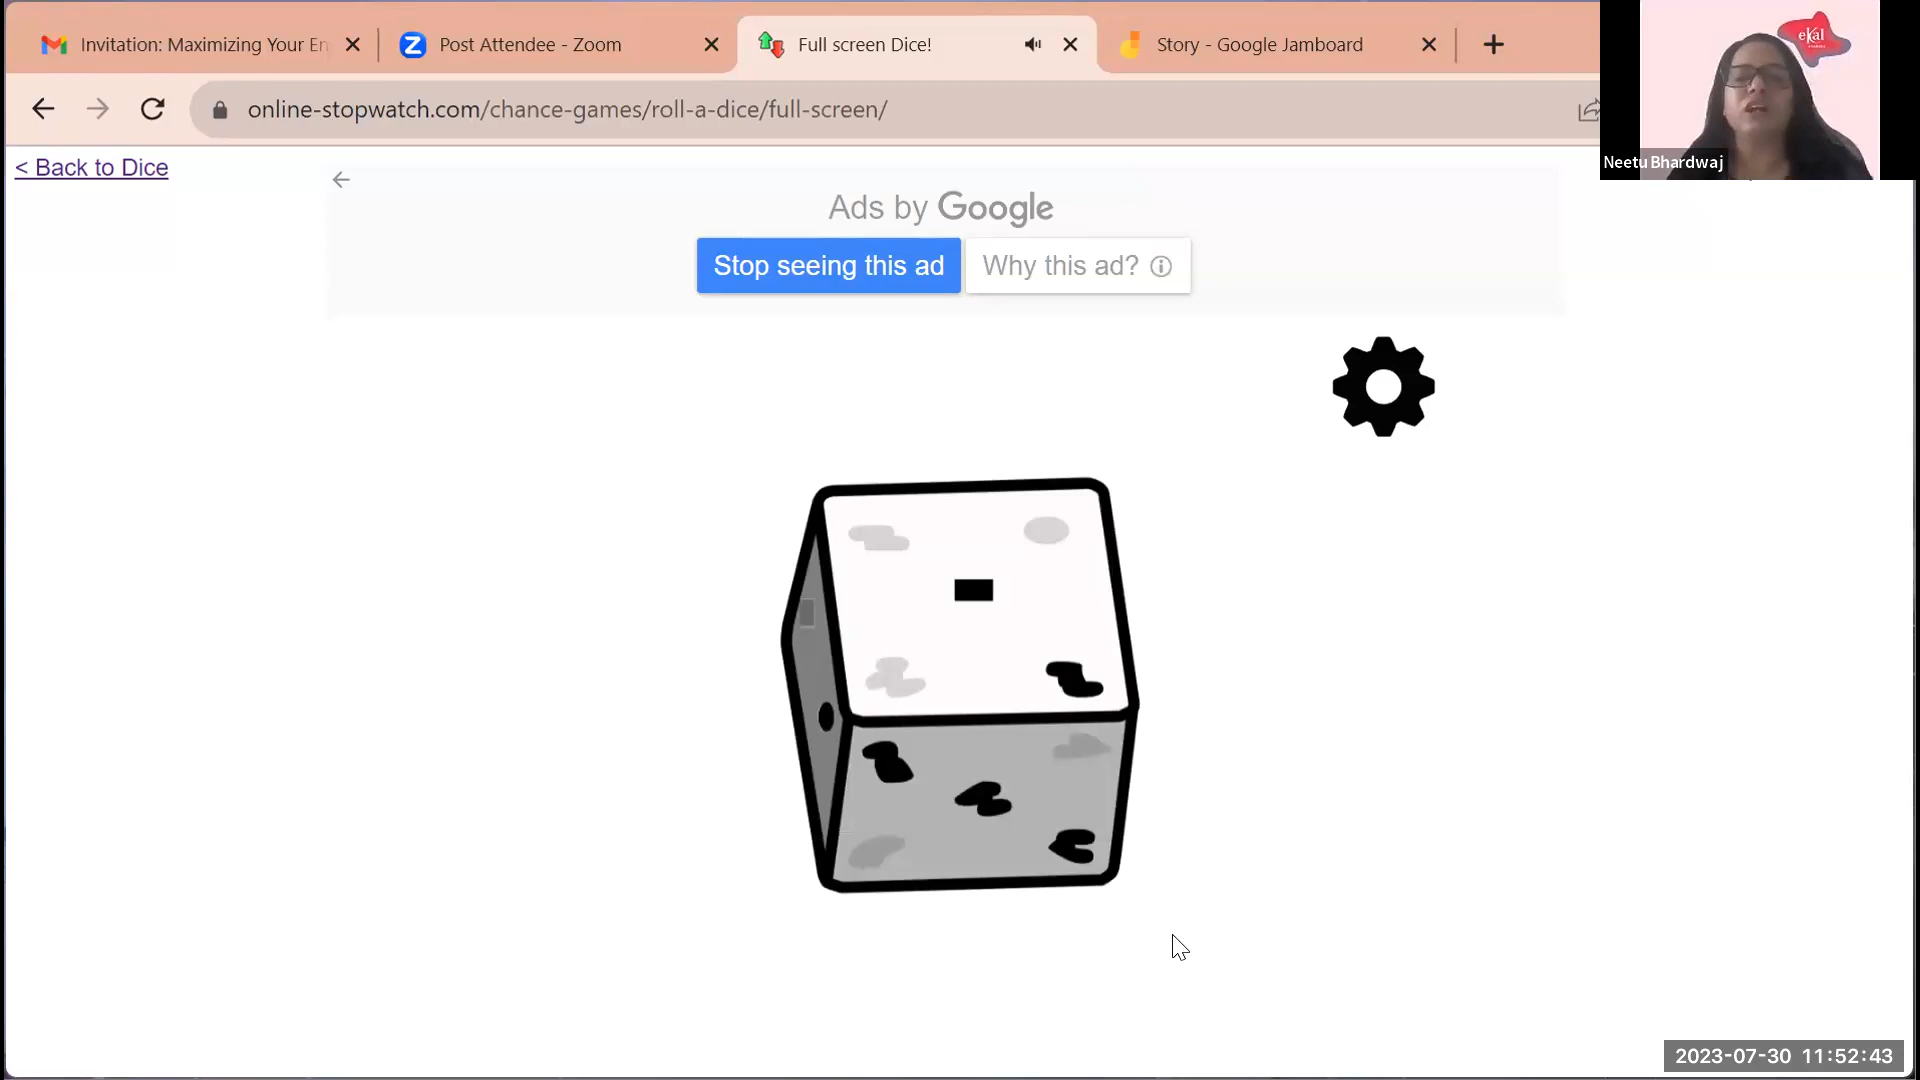 Invitation: Maximizing Your En
Post Attendee - Zoom
Full screen Dice!
Story - Google Jamboard
online-stopwatch.com/chance-games/roll-a-dice/full-screen/
< Back to Dice
Ads by Google
Stop seeing this ad
Why this ad?
ekal
Neetu Bhardwaj
2023-07-30 11:52:43